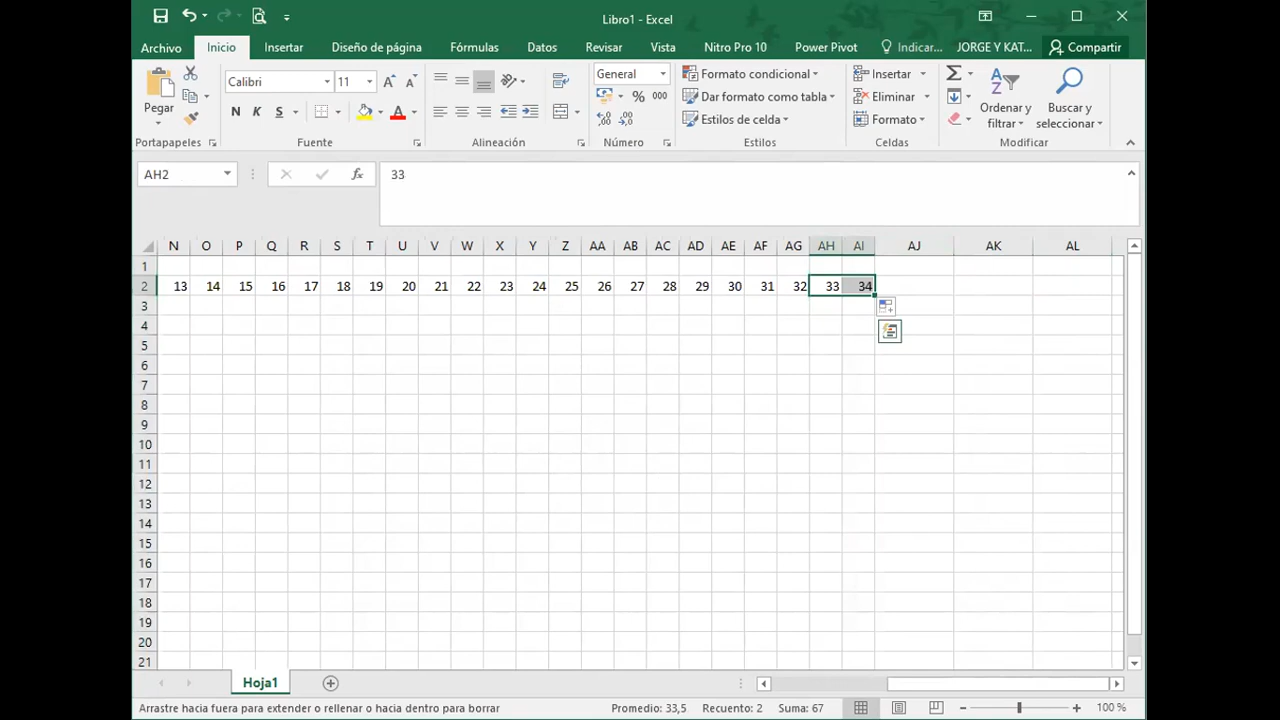 Libro1 - Excel
Archivo Inicio Insertar Diseño de página Fórmulas Datos Revisar Vista Nitro Pro 10 Power Pivot Indicar... JORGE Y KAT... Compartir
Pegar
Portapapeles
Calibri 11
N K S
Fuente
Alineación
General
% 000
Número
Formato condicional
Dar formato como tabla
Estilos de celda
Estilos
Insertar
Eliminar
Formato
Celdas
Ordenar y filtrar
Buscar y seleccionar
Modificar
AH2 fx 33
N O P Q R S T U V W X Y Z AA AB AC AD AE AF AG AH AI AJ AK AL
1
2 13 14 15 16 17 18 19 20 21 22 23 24 25 26 27 28 29 30 31 32 33 34
3
4
5
6
7
8
9
10
11
12
13
14
15
16
17
18
19
20
21
Hoja1
Arrastre hacia fuera para extender o rellenar o hacia dentro para borrar Promedio: 33,5 Recuento: 2 Suma: 67 100 %